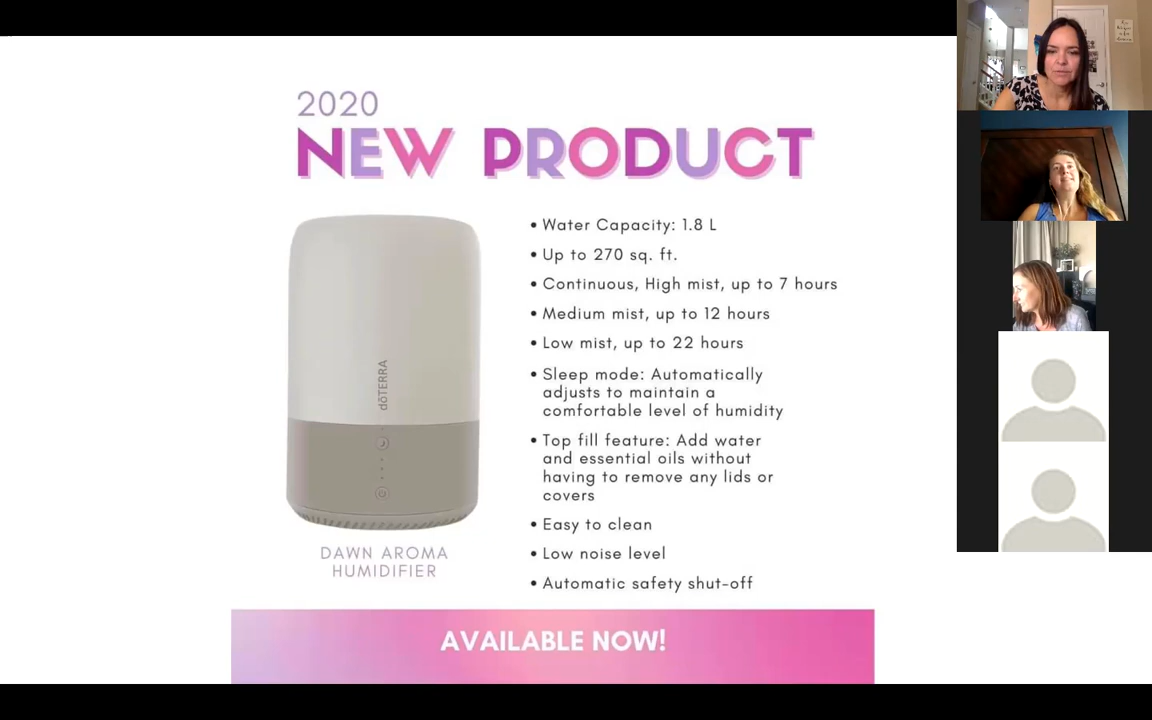 2020
NEW PRODUCT
• Water Capacity: 1.8 L
• Up to 270 sq. ft.
• Continuous, High mist, up to 7 hours
• Medium mist, up to 12 hours
• Low mist, up to 22 hours
• Sleep mode: Automatically
adjusts to maintain a
comfortable level of humidity
• Top fill feature: Add water
and essential oils without
having to remove any lids or
covers
• Easy to clean
• Low noise level
• Automatic safety shut-off
dōTERRA
DAWN AROMA
HUMIDIFIER
AVAILABLE NOW!